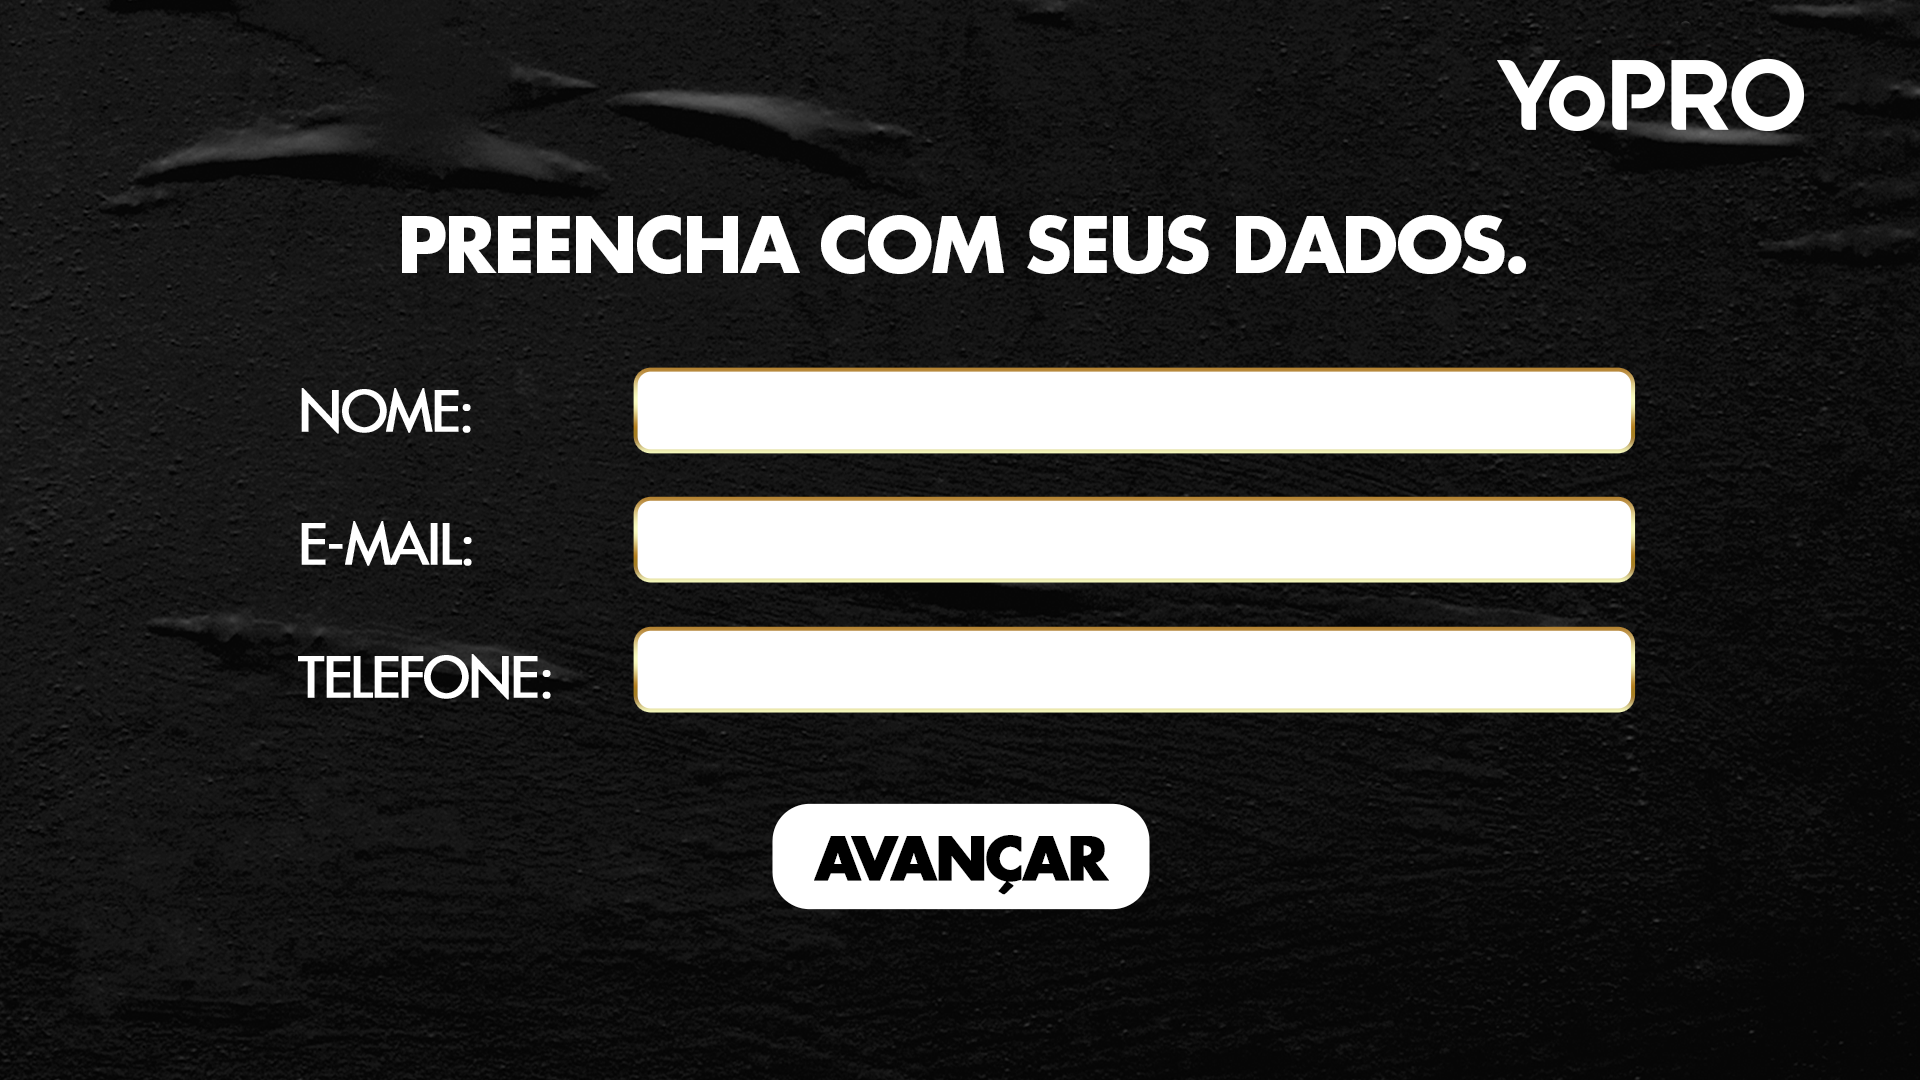 YoPRO
PREENCHA COM SEUS DADOS.
NOME:
E-MAIL:
TELEFONE:
AVANÇAR